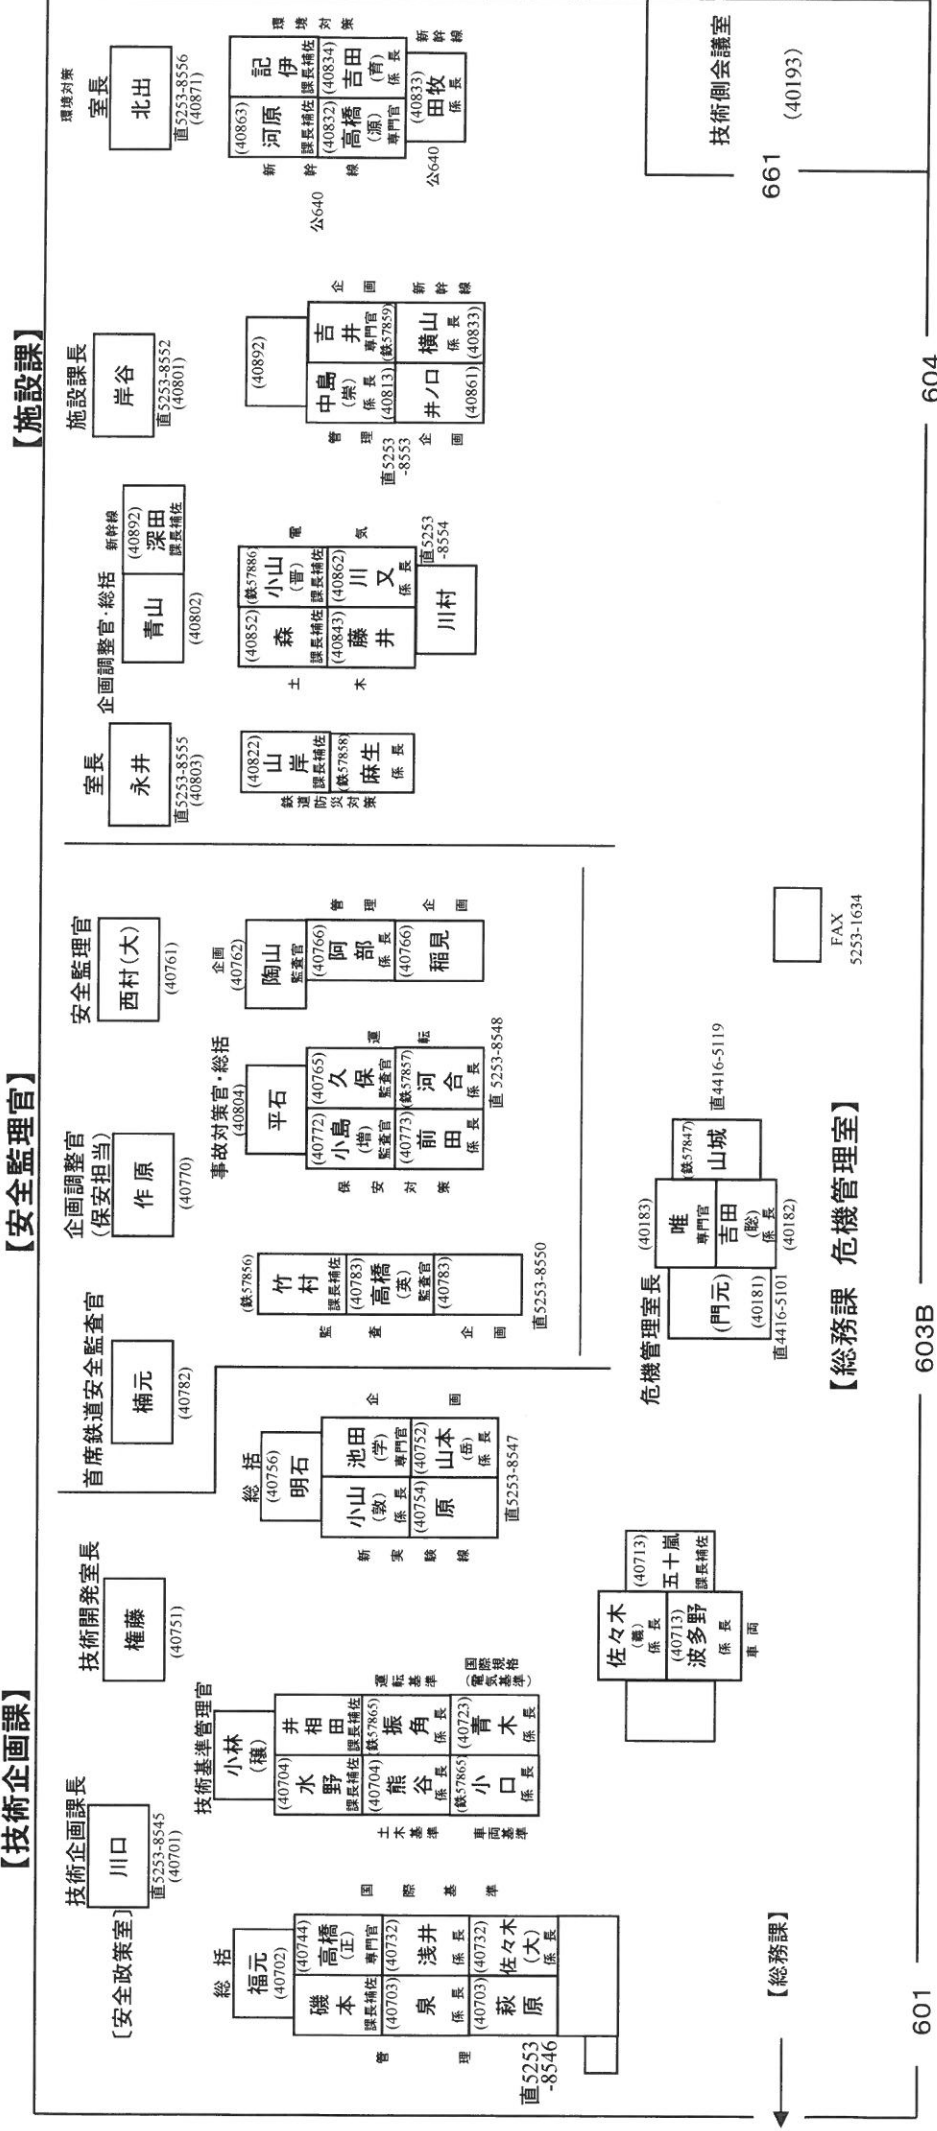 【技術企画課】
技術企画課長
川口
直5253-8545
(40701)
〔安全政策室〕
総 括
福元
(40702)
磯本
課長補佐
(40744)
高橋
(正)
専門官
(40703)
泉
係 長
(40732)
浅井
係 長
(40703)
萩原
(40732)
佐々木
(大)
係 長
管 理
国 際 基 準
直5253
-8546
技術基準管理官
小林
(穣)
(40704)
水野
課長補佐
井相田
課長補佐
(40704)
熊谷
係 長
(鉄57865)
振角
係 長
(鉄57865)
小口
係 長
(40723)
青木
係 長
土木基準
車両基準
運転基準
国際規格
(電気基準)
技術開発室長
権藤
(40751)
総 括
(40756)
明石
小山
(敦)
係 長
池田
(学)
専門官
(40754)
原
(40752)
山本
(岳)
係 長
新 実 験 線
企 画
直5253-8547
佐々木
(義)
係 長
(40713)
波多野
係 長
(40713)
五十嵐
課長補佐
車 両
【安全監理官】
首席鉄道安全監査官
楠元
(40782)
(鉄57856)
竹村
課長補佐
(40783)
高橋
(英)
監査官
(40783)
監 査
企 画
直5253-8550
企画調整官
(保安担当)
作原
(40770)
事故対策官・総括
(40804)
平石
(40772)
小島
(増)
監査官
(40765)
久保
監査官
(40773)
前田
係 長
(鉄57857)
河合
係 長
保 安 対 策
運 転
直 5253-8548
安全監理官
西村(大)
(40761)
企画
(40762)
陶山
監査官
(40766)
阿部
係 長
(40766)
稲見
管 理
企 画
【施設課】
室長
永井
直5253-8555
(40803)
(40822)
山岸
課長補佐
(鉄57858)
麻生
係 長
鉄道防災対策
企画調整官・総括
青山
(40802)
新幹線
(40892)
深田
課長補佐
(40852)
森
課長補佐
(鉄57886)
小山
(晋)
課長補佐
(40843)
藤井
(40862)
川又
係 長
川村
土 木
電 気
直5253
-8554
施設課長
岸谷
直5253-8552
(40801)
(40892)
中島
(崇)
係 長
(40813)
吉井
専門官
(鉄57859)
井ノ口
(40861)
横山
係 長
(40833)
管 理
企 画
企 画
新 幹 線
直5253
-8553
環境対策
室長
北出
直5253-8556
(40871)
(40863)
河原
課長補佐
記伊
課長補佐
(40832)
高橋
(源)
専門官
(40834)
吉田
(育)
係 長
(40833)
田牧
係 長
環 境 対 策
新 幹 線
新 幹 線
公640
公640
技術側会議室
(40193)
661
危機管理室長
(門元)
(40181)
直4416-5101
(40183)
唯
専門官
吉田
(聡)
係 長
(40182)
(鉄57847)
山城
直4416-5119
【総務課 危機管理室】
FAX
5253-1634
【総務課】
601
603B
604